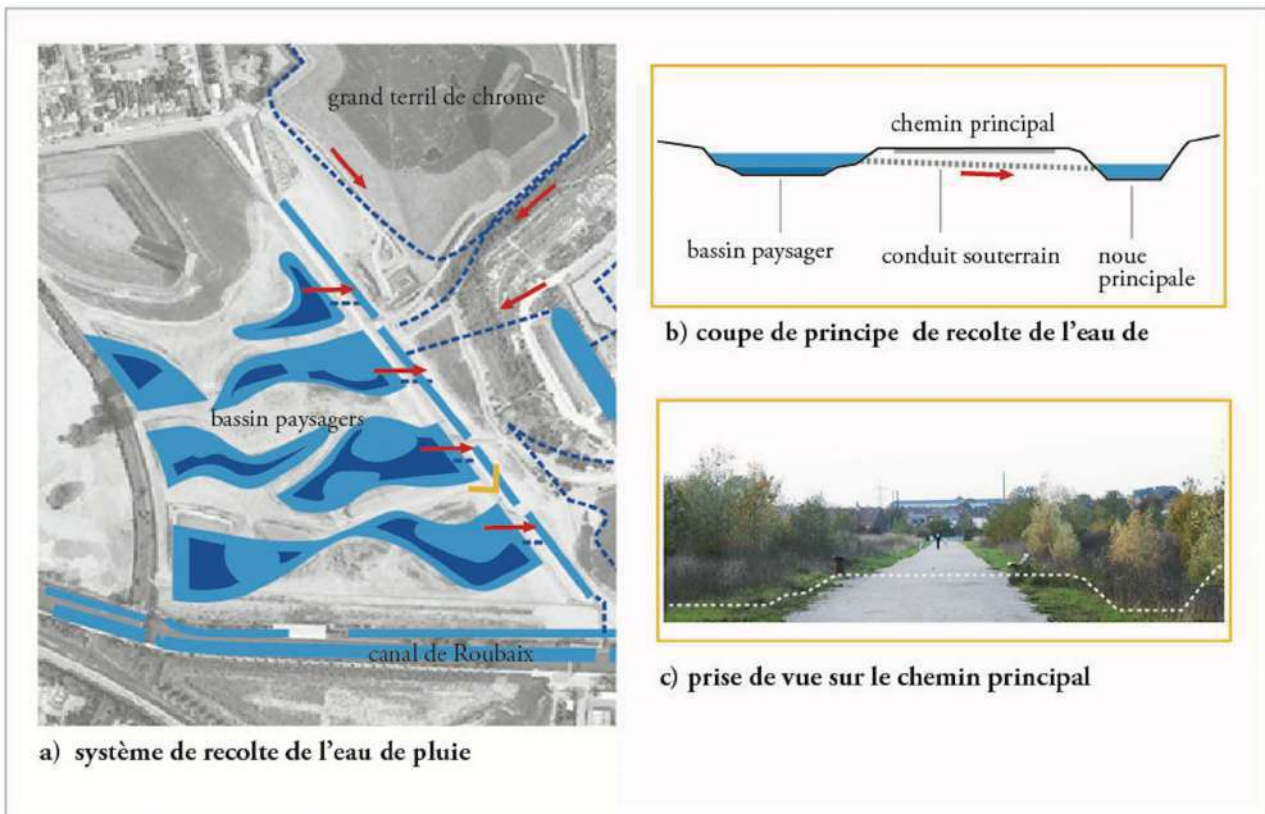 grand terril de chrome
bassin paysagers
canal de Roubaix
a) système de recolte de l'eau de pluie
chemin principal
bassin paysager
conduit souterrain
noue
principale
b) coupe de principe de recolte de l'eau de
c) prise de vue sur le chemin principal